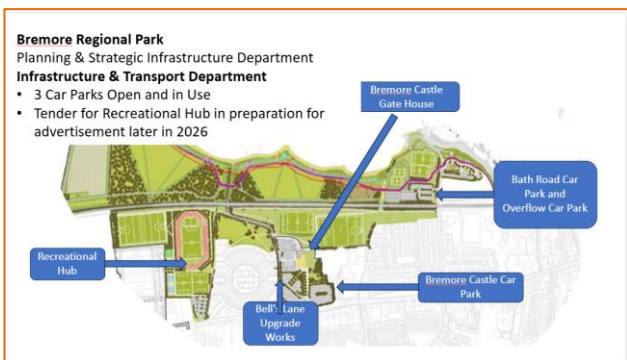 Bremore Regional Park
Planning & Strategic Infrastructure Department
Infrastructure & Transport Department
• 3 Car Parks Open and in Use
• Tender for Recreational Hub in preparation for
advertisement later in 2026
Bremore Castle
Gate House
Bath Road Car
Park and
Overflow Car Park
Recreational
Hub
Bremore Castle Car
Park
Bell's Lane
Upgrade
Works